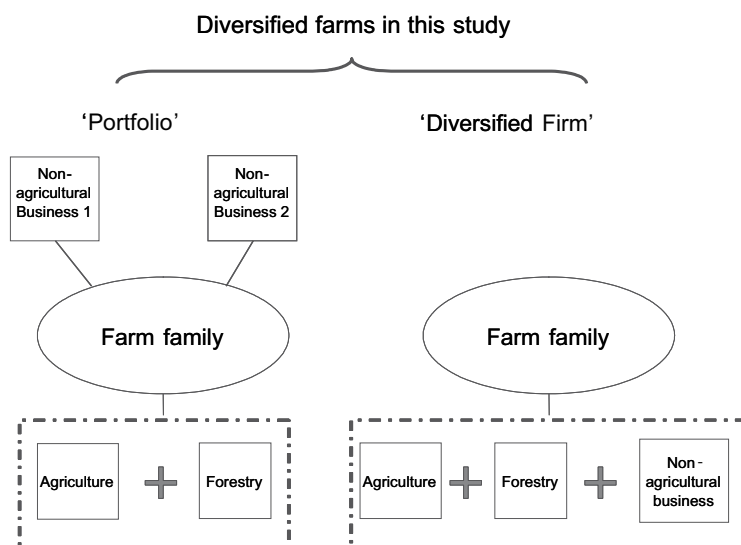 Diversified farms in this study
‘Portfolio’
‘Diversified Firm’
Non-
agricultural
Business 1
Non-
agricultural
Business 2
Farm family
Farm family
Agriculture
Forestry
Agriculture
Forestry
Non-
agricultural
business